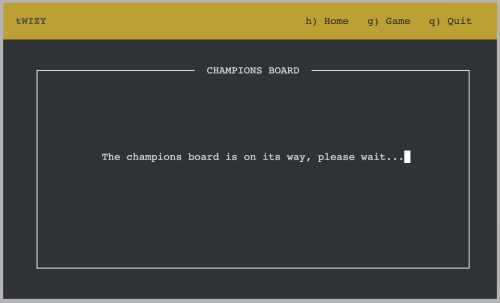 tWIZY
h) Home g) Game q) Quit
CHAMPIONS BOARD
The champions board is on its way, please wait...